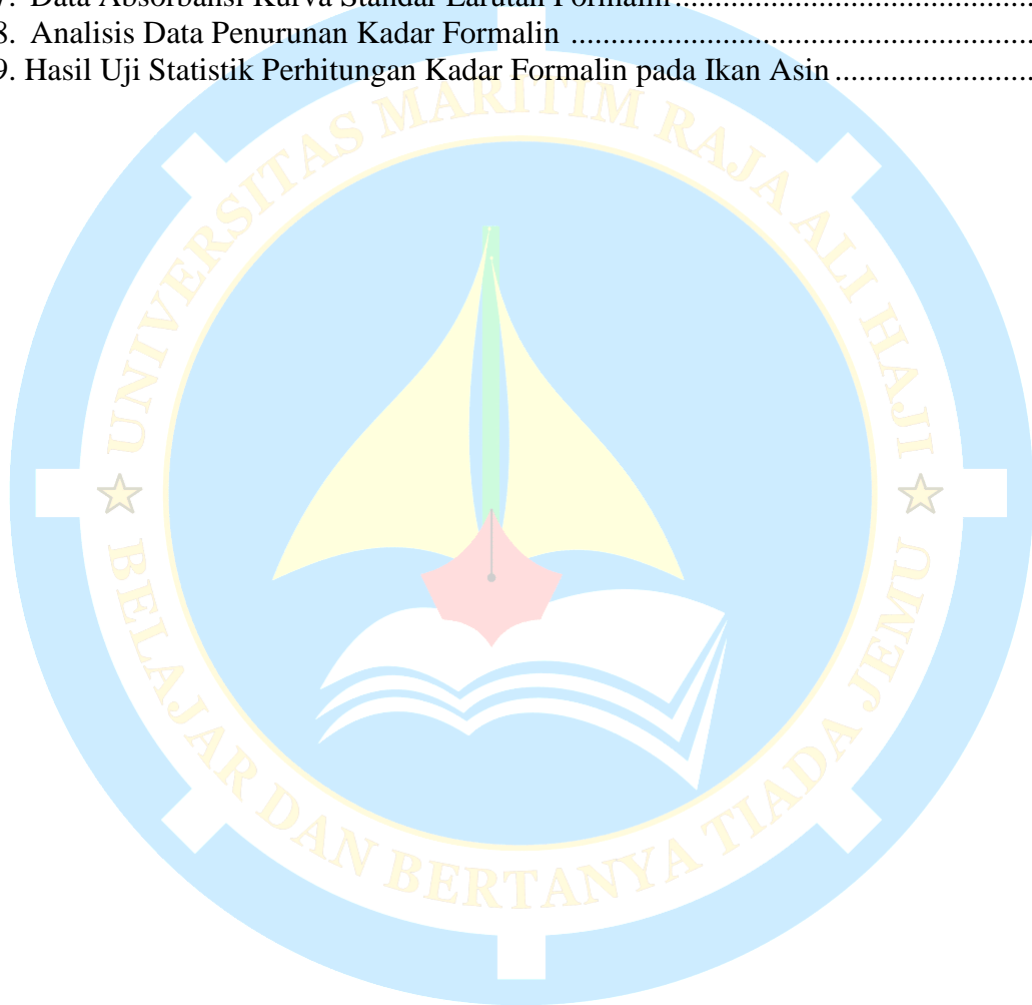 7. Data Absorbansi Kurva Standar Larutan Formalin
8. Analisis Data Penurunan Kadar Formalin
9. Hasil Uji Statistik Perhitungan Kadar Formalin pada Ikan Asin
UNIVERSITAS MARITIM RAJA ALI HAJI
BELAJAR DAN BERTANYA TIADA JEMU